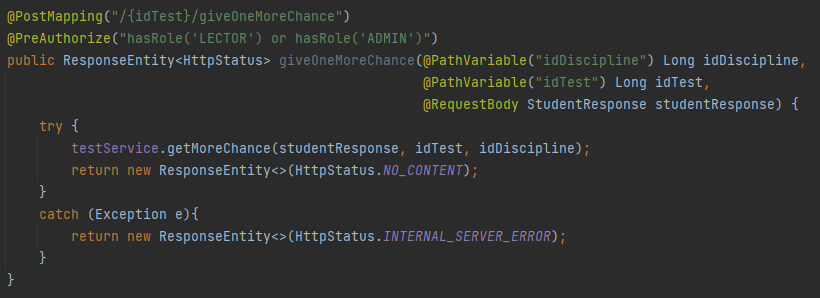 @PostMapping("/{idTest}/giveOneMoreChance")
@PreAuthorize("hasRole('LECTOR') or hasRole('ADMIN')")
public ResponseEntity<HttpStatus> giveOneMoreChance(@PathVariable("idDiscipline") Long idDiscipline,
@PathVariable("idTest") Long idTest,
@RequestBody StudentResponse studentResponse) {
try {
testService.getMoreChance(studentResponse, idTest, idDiscipline);
return new ResponseEntity<>(HttpStatus.NO_CONTENT);
}
catch (Exception e){
return new ResponseEntity<>(HttpStatus.INTERNAL_SERVER_ERROR);
}
}